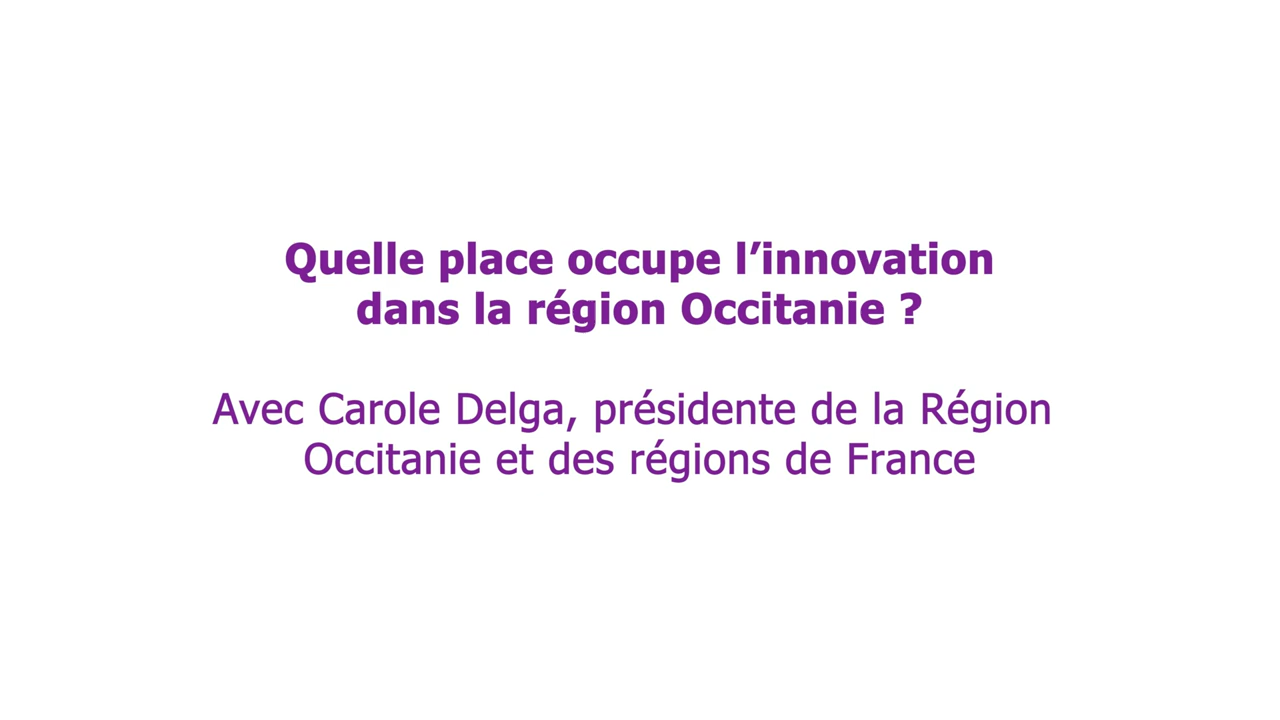 Quelle place occupe l’innovation
dans la région Occitanie ?
Avec Carole Delga, présidente de la Région
Occitanie et des régions de France